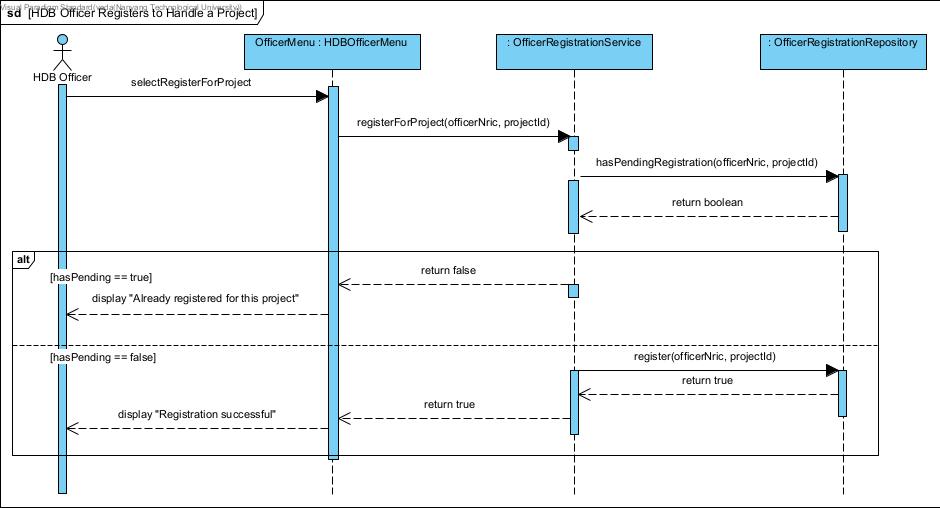 Visual Paradigm Standard(veda(Nanyang Technological University))
sd [HDB Officer Registers to Handle a Project]
OfficerMenu : HDBOfficerMenu
: OfficerRegistrationService
: OfficerRegistrationRepository
HDB Officer
selectRegisterForProject
registerForProject(officerNric, projectId)
hasPendingRegistration(officerNric, projectId)
return boolean
alt
[hasPending == true]
return false
display "Already registered for this project"
[hasPending == false]
register(officerNric, projectId)
return true
return true
display "Registration successful"